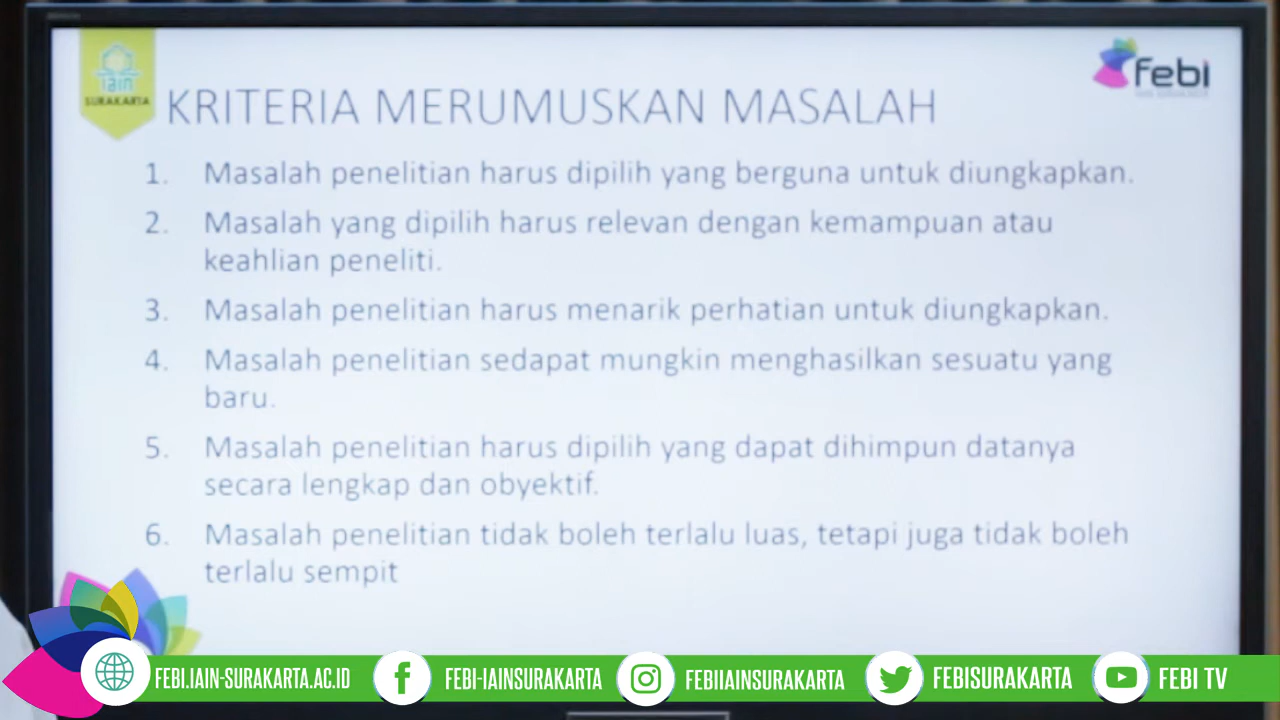 iain
SURAKARTA
febi
KRITERIA MERUMUSKAN MASALAH
1. Masalah penelitian harus dipilih yang berguna untuk diungkapkan.
2. Masalah yang dipilih harus relevan dengan kemampuan atau
keahlian peneliti.
3. Masalah penelitian harus menarik perhatian untuk diungkapkan.
4. Masalah penelitian sedapat mungkin menghasilkan sesuatu yang
baru.
5. Masalah penelitian harus dipilih yang dapat dihimpun datanya
secara lengkap dan obyektif.
6. Masalah penelitian tidak boleh terlalu luas, tetapi juga tidak boleh
terlalu sempit
FEBI.IAIN-SURAKARTA.AC.ID FEBI-IAINSURAKARTA FEBIIAINSURAKARTA FEBISURAKARTA FEBI TV